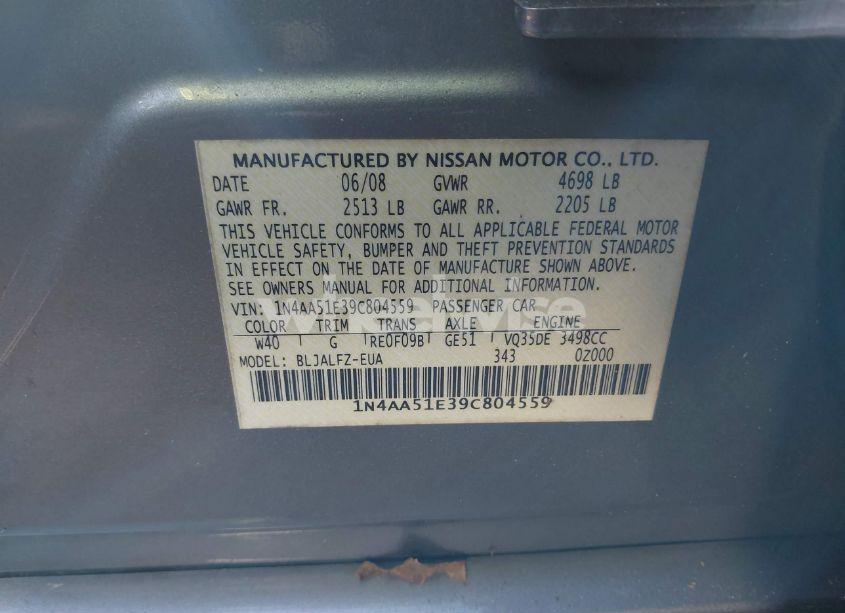 MANUFACTURED BY NISSAN MOTOR CO., LTD.
DATE 06/08 GVWR 4698 LB
GAWR FR. 2513 LB GAWR RR. 2205 LB
THIS VEHICLE CONFORMS TO ALL APPLICABLE FEDERAL MOTOR
VEHICLE SAFETY, BUMPER AND THEFT PREVENTION STANDARDS
IN EFFECT ON THE DATE OF MANUFACTURE SHOWN ABOVE.
SEE OWNERS MANUAL FOR ADDITIONAL INFORMATION.
VIN: 1N4AA51E39C804559 PASSENGER CAR
COLOR TRIM TRANS AXLE ENGINE
W40 G RE0F09B GE51 VQ35DE 3498CC
MODEL: BLJALFZ-EUA 343 0Z000
1N4AA51E39C804559